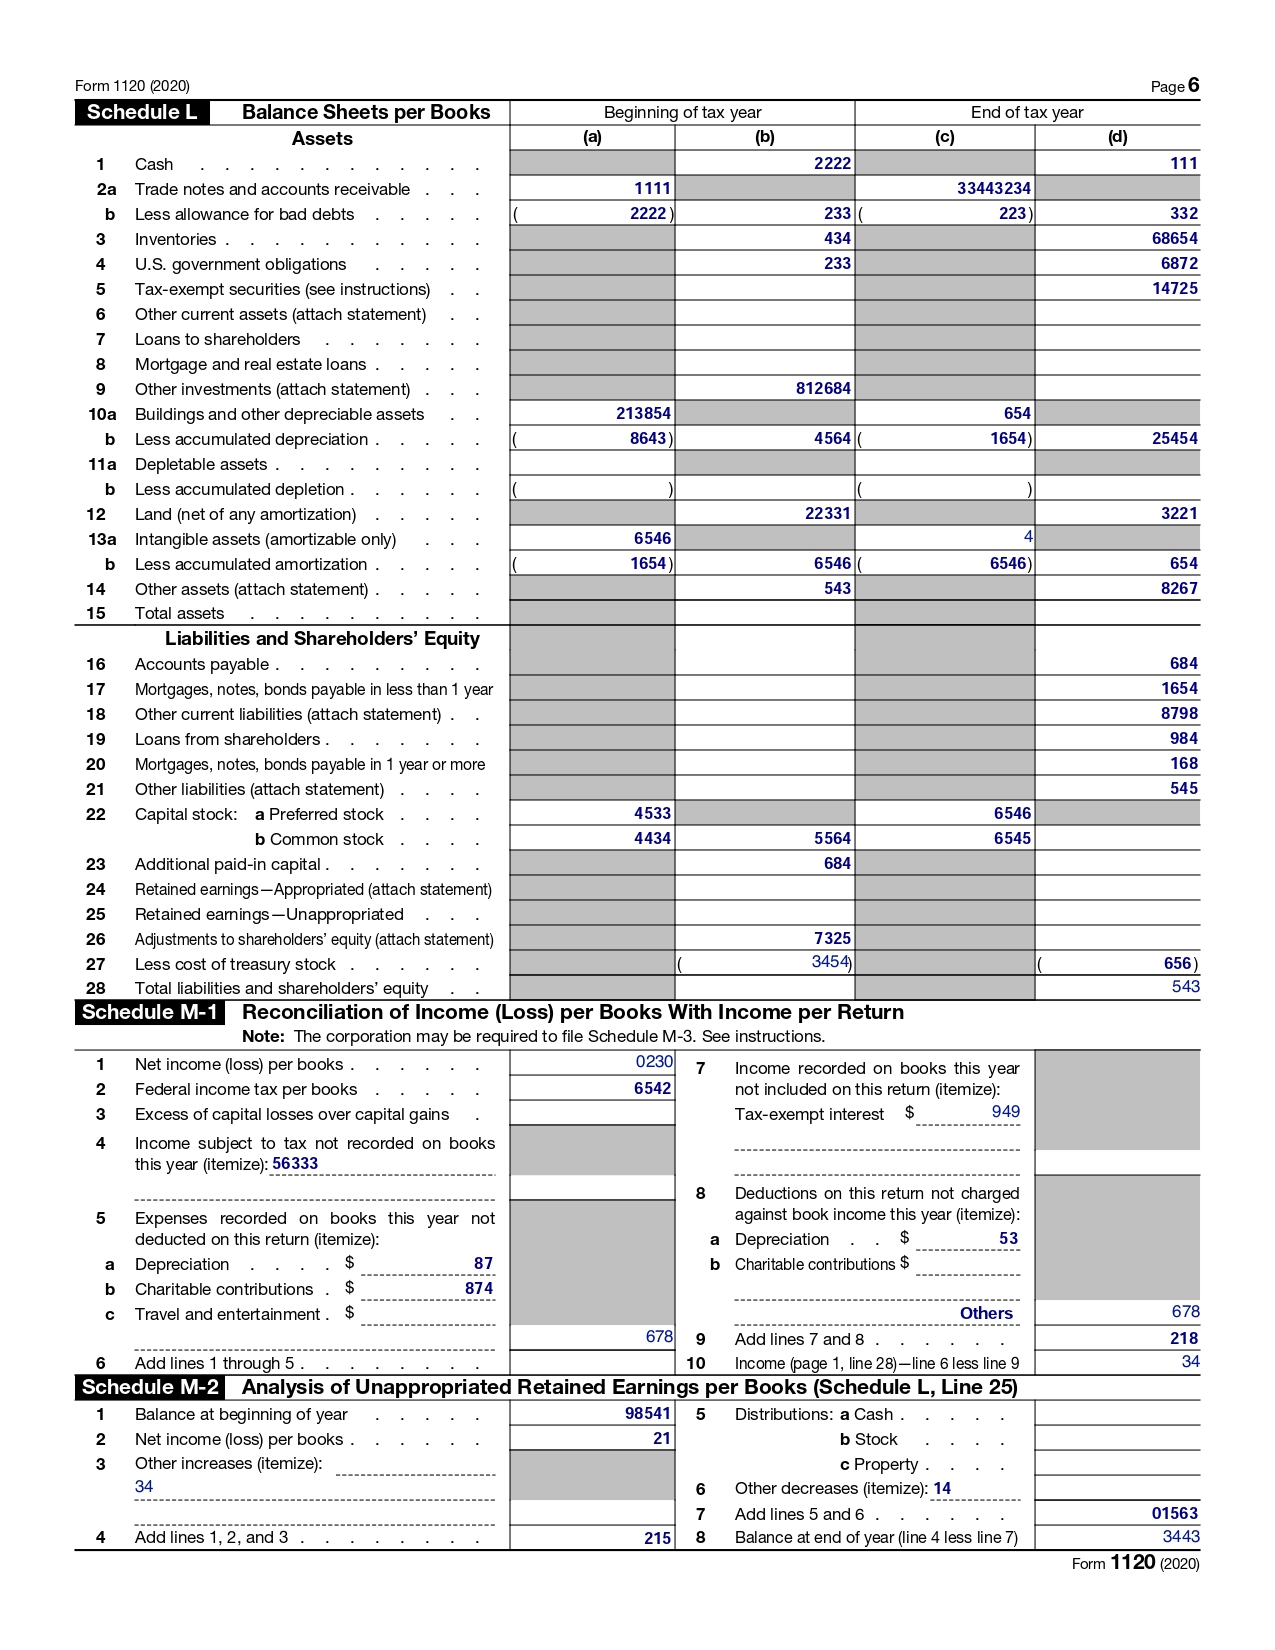 Form 1120 (2020) Page 6
Schedule L Balance Sheets per Books Beginning of tax year End of tax year
Assets (a) (b) (c) (d)
1 Cash . . . . . . . . . . . . 2222 111
2a Trade notes and accounts receivable . . . 1111 33443234
b Less allowance for bad debts . . . . . ( 2222 ) 233 ( 223 ) 332
3 Inventories . . . . . . . . . . . 434 68654
4 U.S. government obligations . . . . . 233 6872
5 Tax-exempt securities (see instructions) . . 14725
6 Other current assets (attach statement) . .
7 Loans to shareholders . . . . . . .
8 Mortgage and real estate loans . . . . .
9 Other investments (attach statement) . . . 812684
10a Buildings and other depreciable assets . . 213854 654
b Less accumulated depreciation . . . . . ( 8643 ) 4564 ( 1654 ) 25454
11a Depletable assets . . . . . . . . .
b Less accumulated depletion . . . . . . ( ) ( )
12 Land (net of any amortization) . . . . . 22331 3221
13a Intangible assets (amortizable only) . . . 6546 4
b Less accumulated amortization . . . . . ( 1654 ) 6546 ( 6546 ) 654
14 Other assets (attach statement) . . . . . 543 8267
15 Total assets . . . . . . . . . .
Liabilities and Shareholders’ Equity
16 Accounts payable . . . . . . . . . 684
17 Mortgages, notes, bonds payable in less than 1 year 1654
18 Other current liabilities (attach statement) . . 8798
19 Loans from shareholders . . . . . . . 984
20 Mortgages, notes, bonds payable in 1 year or more 168
21 Other liabilities (attach statement) . . . . 545
22 Capital stock: a Preferred stock . . . . 4533 6546
b Common stock . . . . 4434 5564 6545
23 Additional paid-in capital . . . . . . . 684
24 Retained earnings—Appropriated (attach statement)
25 Retained earnings—Unappropriated . . .
26 Adjustments to shareholders’ equity (attach statement) 7325
27 Less cost of treasury stock . . . . . . ( 3454 ) ( 656 )
28 Total liabilities and shareholders’ equity . . 543
Schedule M-1 Reconciliation of Income (Loss) per Books With Income per Return
Note: The corporation may be required to file Schedule M-3. See instructions.
1 Net income (loss) per books . . . . . . 0230
2 Federal income tax per books . . . . . 6542
3 Excess of capital losses over capital gains .
4 Income subject to tax not recorded on books
this year (itemize): 56333
5 Expenses recorded on books this year not
deducted on this return (itemize):
a Depreciation . . . . $ 87
b Charitable contributions . $ 874
c Travel and entertainment . $
678
6 Add lines 1 through 5 . . . . . . . .
7 Income recorded on books this year
not included on this return (itemize):
Tax-exempt interest $ 949
8 Deductions on this return not charged
against book income this year (itemize):
a Depreciation . . $ 53
b Charitable contributions $
Others 678
9 Add lines 7 and 8 . . . . . . 218
10 Income (page 1, line 28)—line 6 less line 9 34
Schedule M-2 Analysis of Unappropriated Retained Earnings per Books (Schedule L, Line 25)
1 Balance at beginning of year . . . . . 98541
2 Net income (loss) per books . . . . . . 21
3 Other increases (itemize):
34
4 Add lines 1, 2, and 3 . . . . . . . . 215
5 Distributions: a Cash . . . . .
b Stock . . . .
c Property . . . .
6 Other decreases (itemize): 14
7 Add lines 5 and 6 . . . . . . 01563
8 Balance at end of year (line 4 less line 7) 3443
Form 1120 (2020)